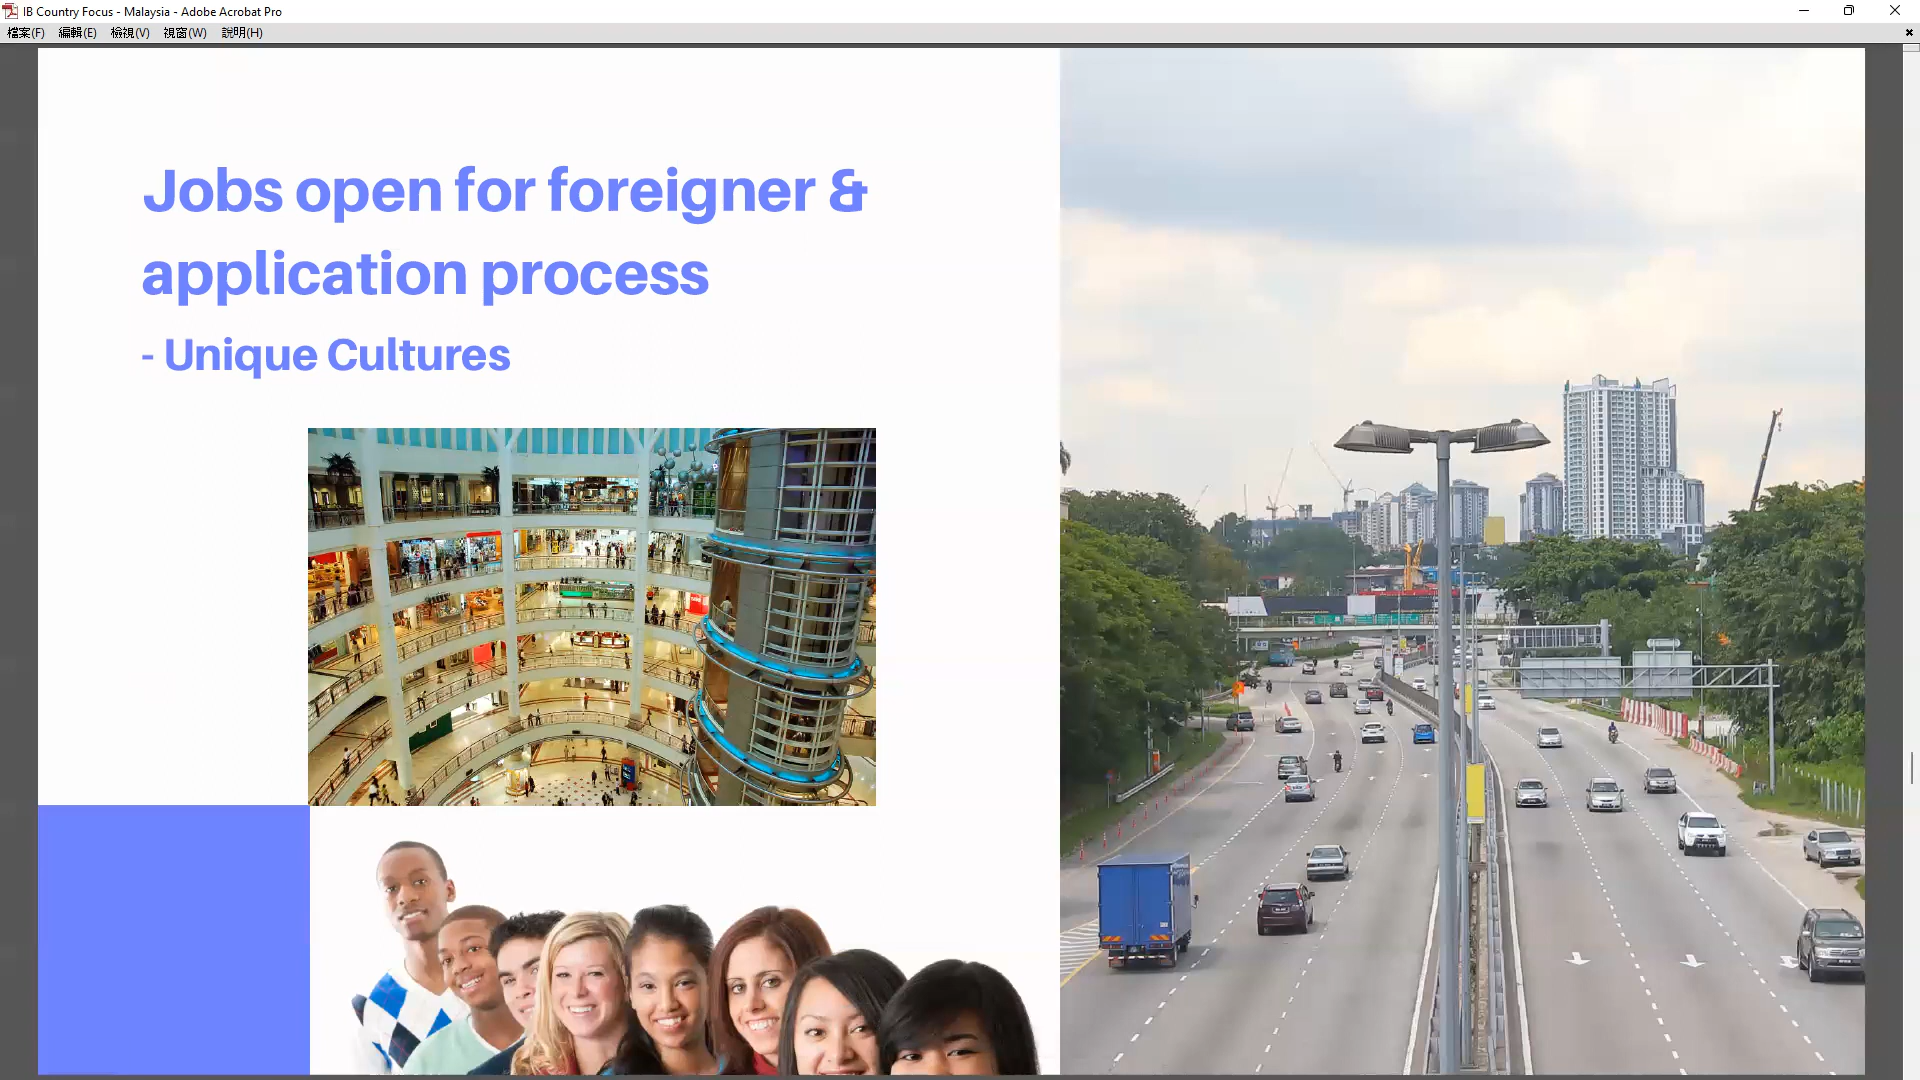 IB Country Focus - Malaysia - Adobe Acrobat Pro
檔案(F) 編輯(E) 檢視(V) 視窗(W) 說明(H)
Jobs open for foreigner &
application process
- Unique Cultures